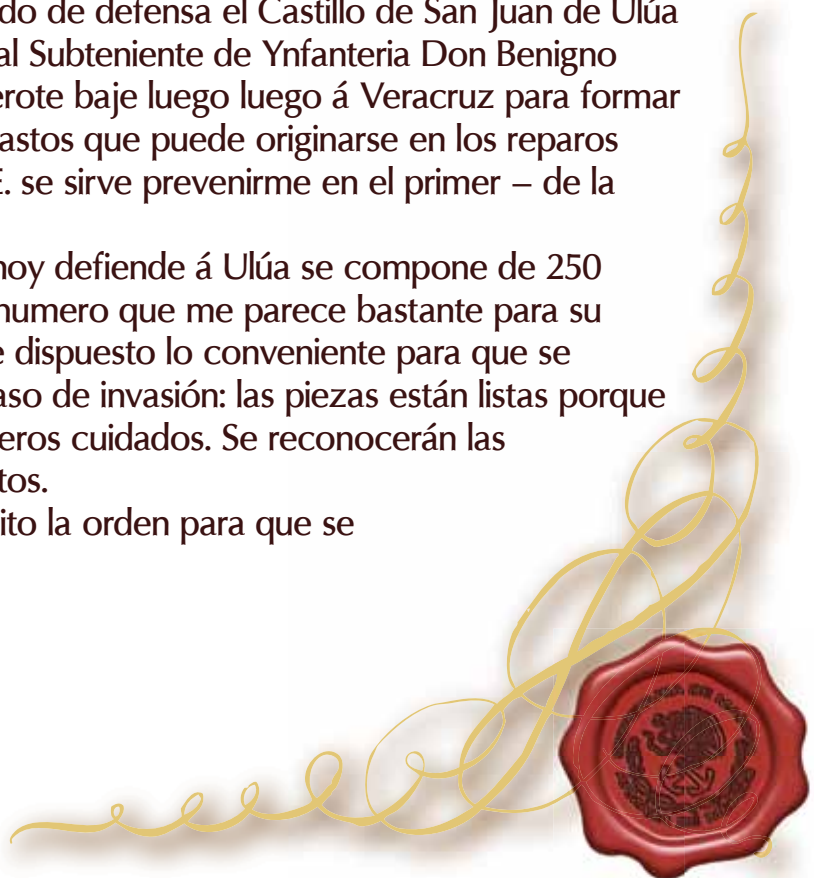 do de defensa el Castillo de San Juan de Ulúa
al Subteniente de Ynfanteria Don Benigno
erote baje luego luego á Veracruz para formar
astos que puede originarse en los reparos
E. se sirve prevenirme en el primer – de la
hoy defiende á Ulúa se compone de 250
numero que me parece bastante para su
e dispuesto lo conveniente para que se
aso de invasión: las piezas están listas porque
eros cuidados. Se reconocerán las
tos.
ito la orden para que se